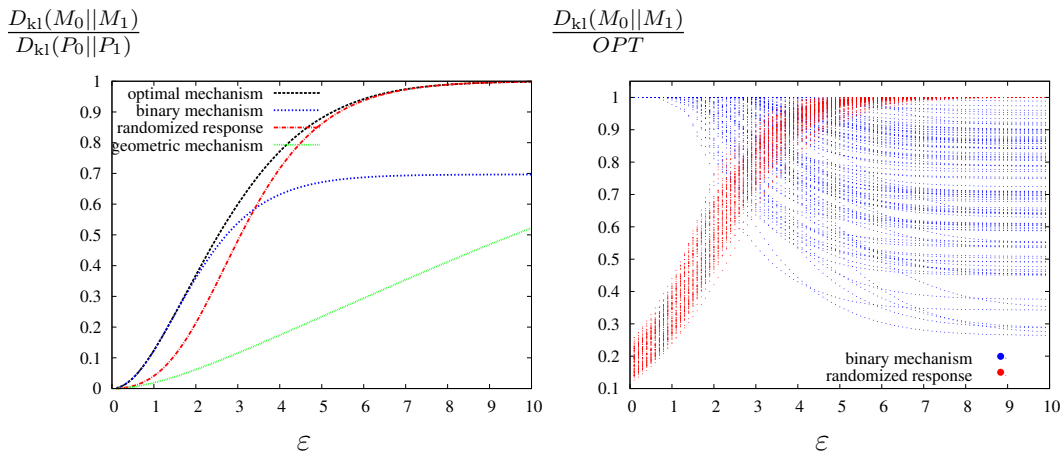 D_kl(M_0||M_1)
D_kl(P_0||P_1)
1
0.9
0.8
0.7
0.6
0.5
0.4
0.3
0.2
0.1
0
optimal mechanism
binary mechanism
randomized response
geometric mechanism
0 1 2 3 4 5 6 7 8 9 10
ε
D_kl(M_0||M_1)
OPT
1
0.9
0.8
0.7
0.6
0.5
0.4
0.3
0.2
0.1
binary mechanism
randomized response
0 1 2 3 4 5 6 7 8 9 10
ε